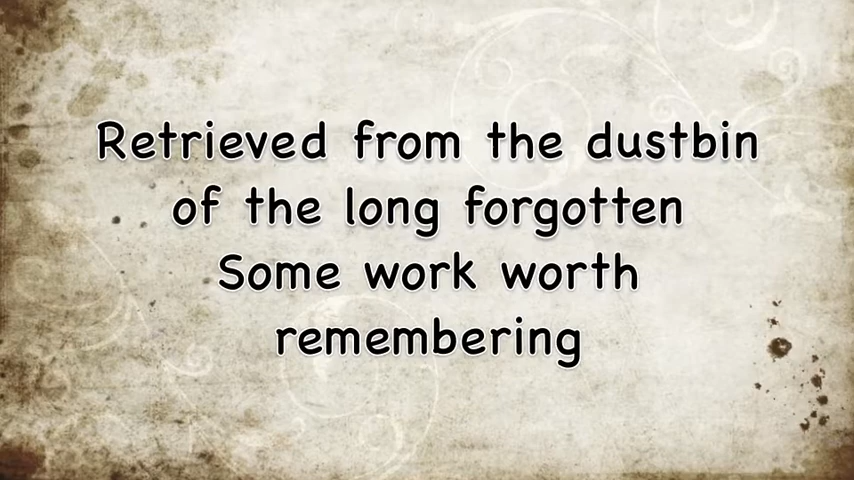 Retrieved from the dustbin
of the long forgotten
Some work worth
remembering